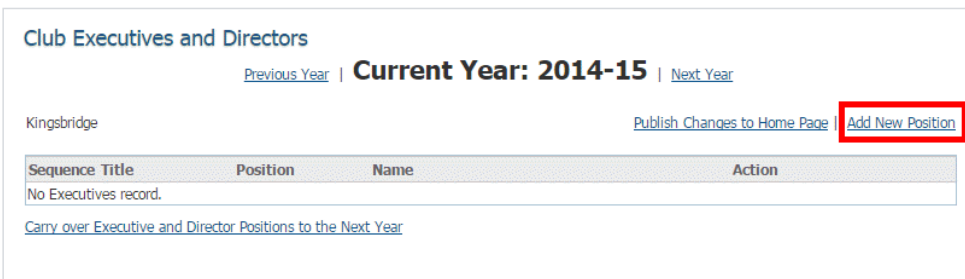 Club Executives and Directors
Previous Year | Current Year: 2014-15 | Next Year
Kingsbridge Publish Changes to Home Page | Add New Position
Sequence Title Position Name Action
No Executives record.
Carry over Executive and Director Positions to the Next Year